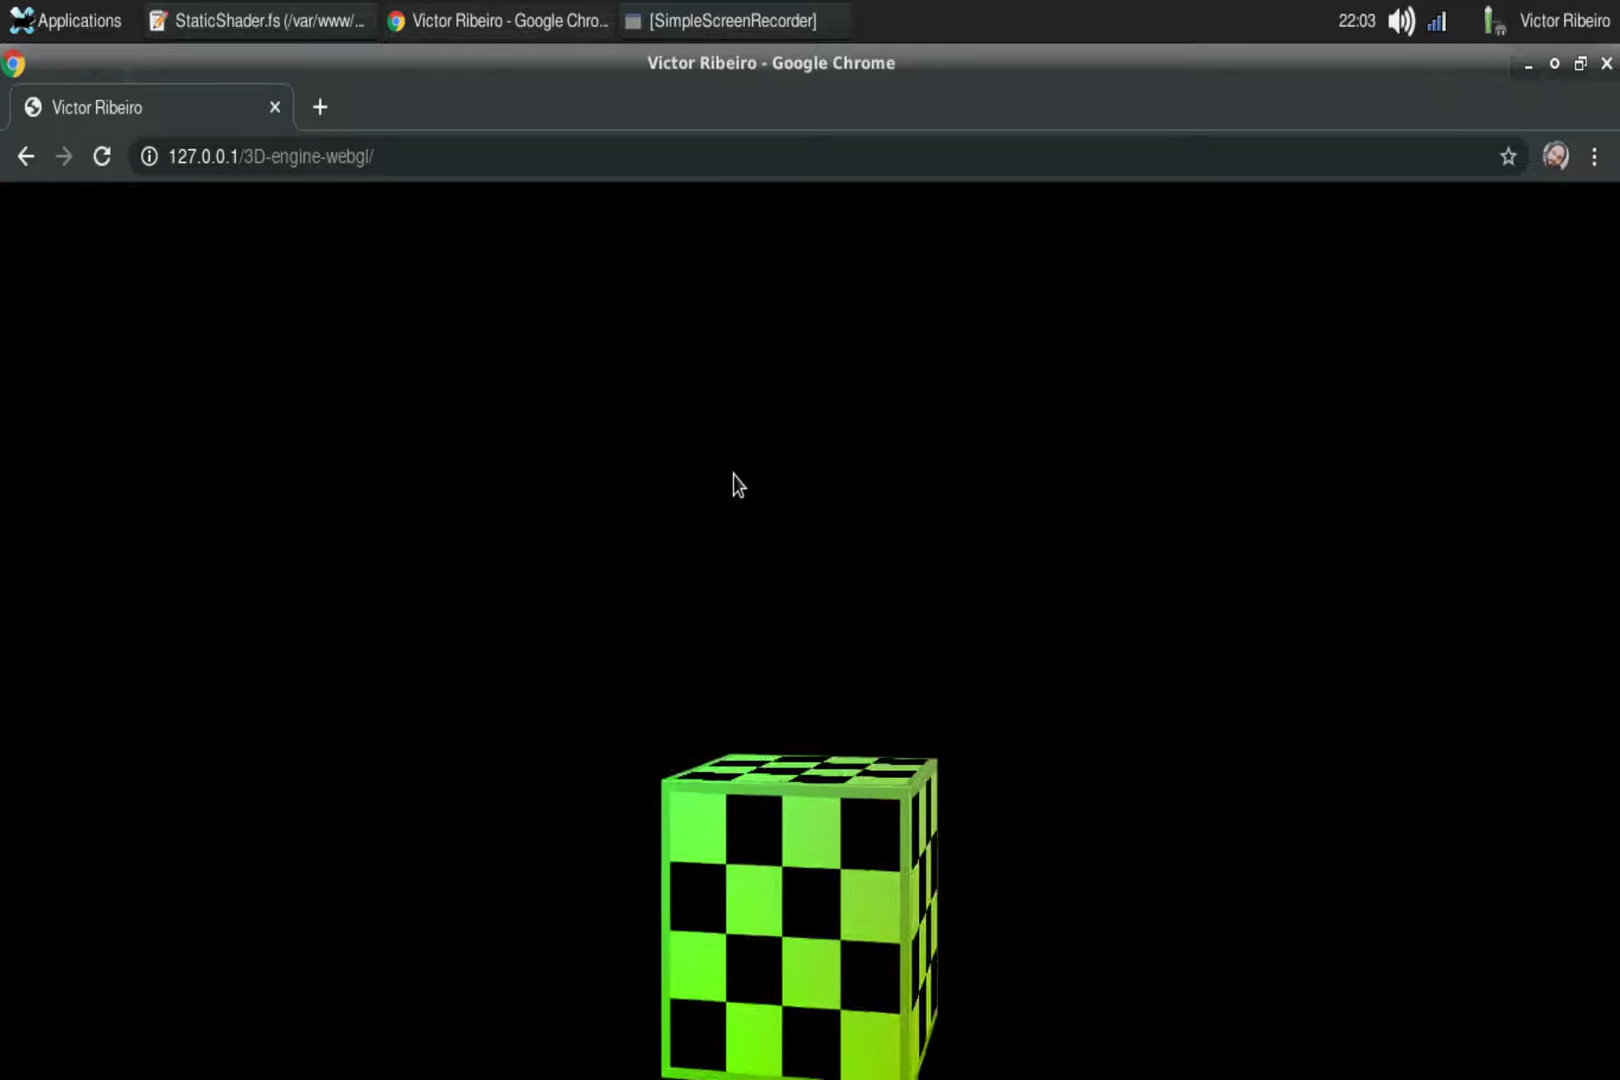 Applications
StaticShader.fs (/var/www/...
Victor Ribeiro - Google Chro...
[SimpleScreenRecorder]
22:03
Victor Ribeiro
Victor Ribeiro - Google Chrome
Victor Ribeiro
127.0.0.1/3D-engine-webgl/